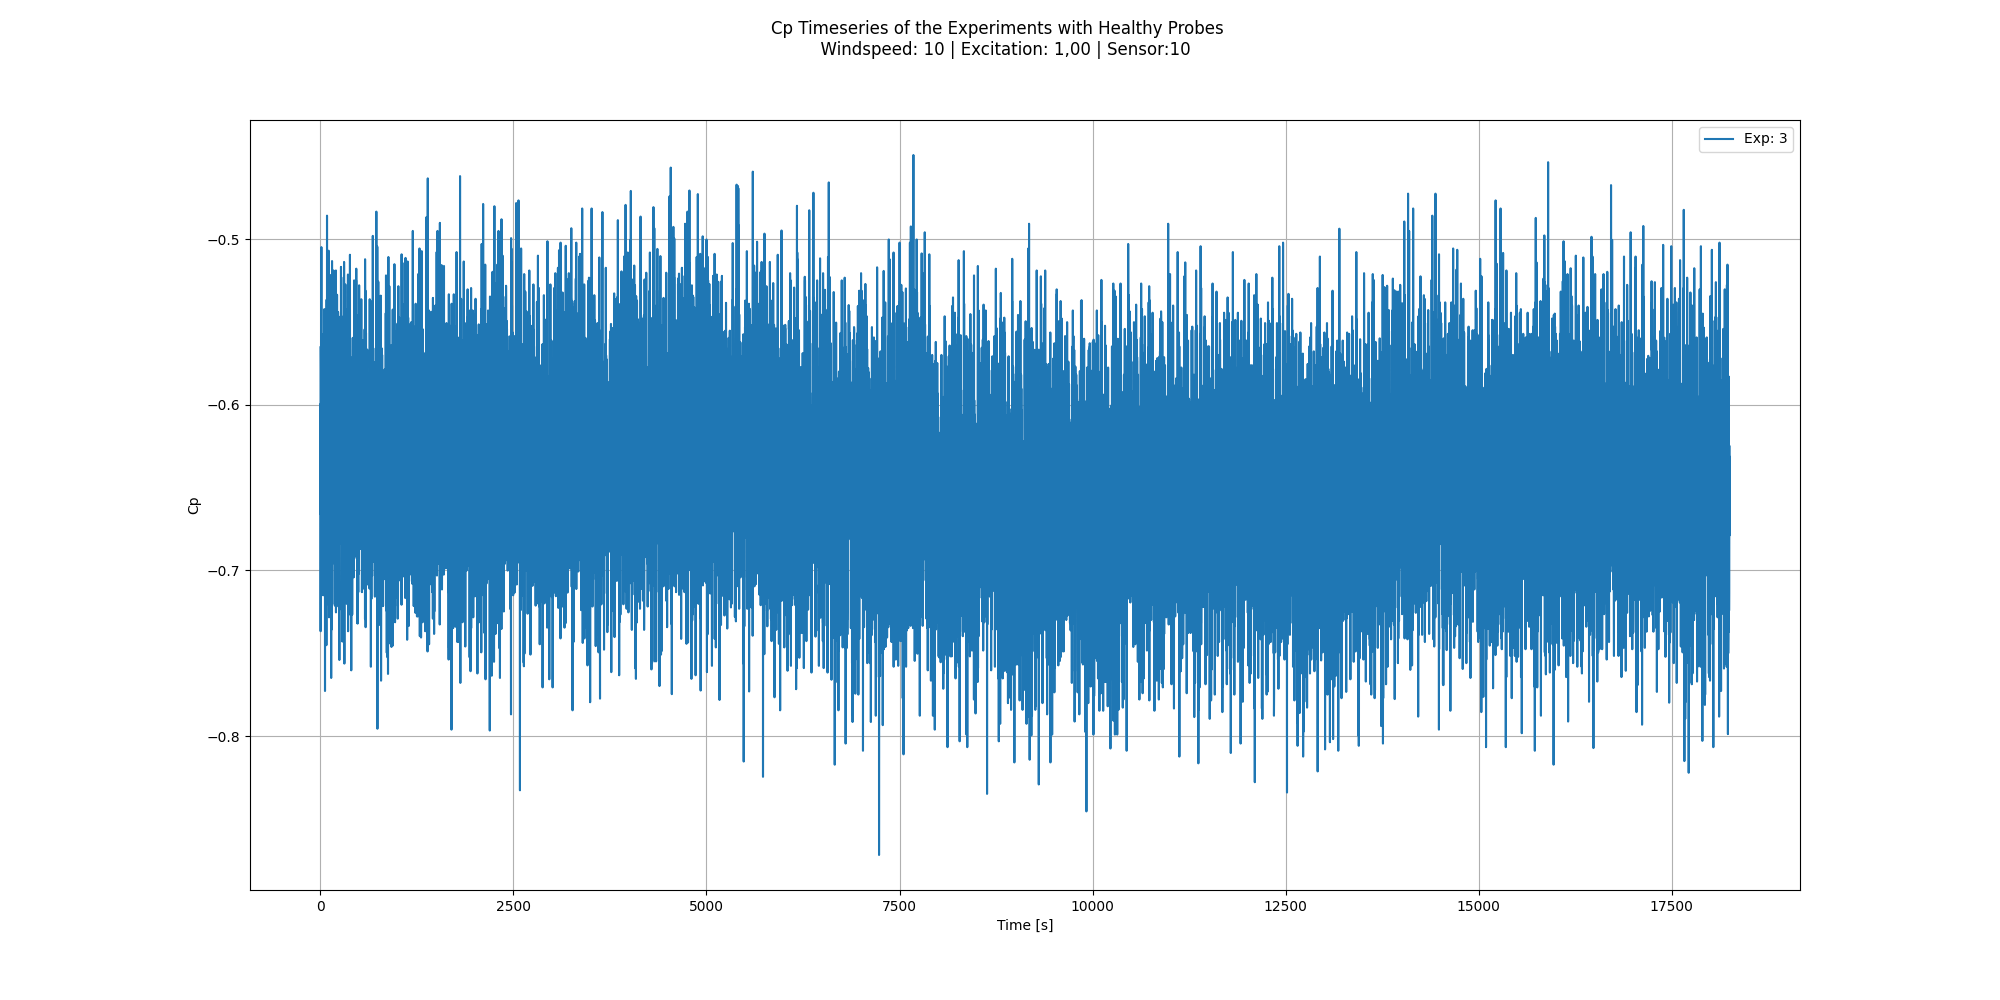 Cp Timeseries of the Experiments with Healthy Probes
Windspeed: 10 | Excitation: 1,00 | Sensor:10
Exp: 3
−0.5
−0.6
−0.7
−0.8
Cp
0 2500 5000 7500 10000 12500 15000 17500
Time [s]